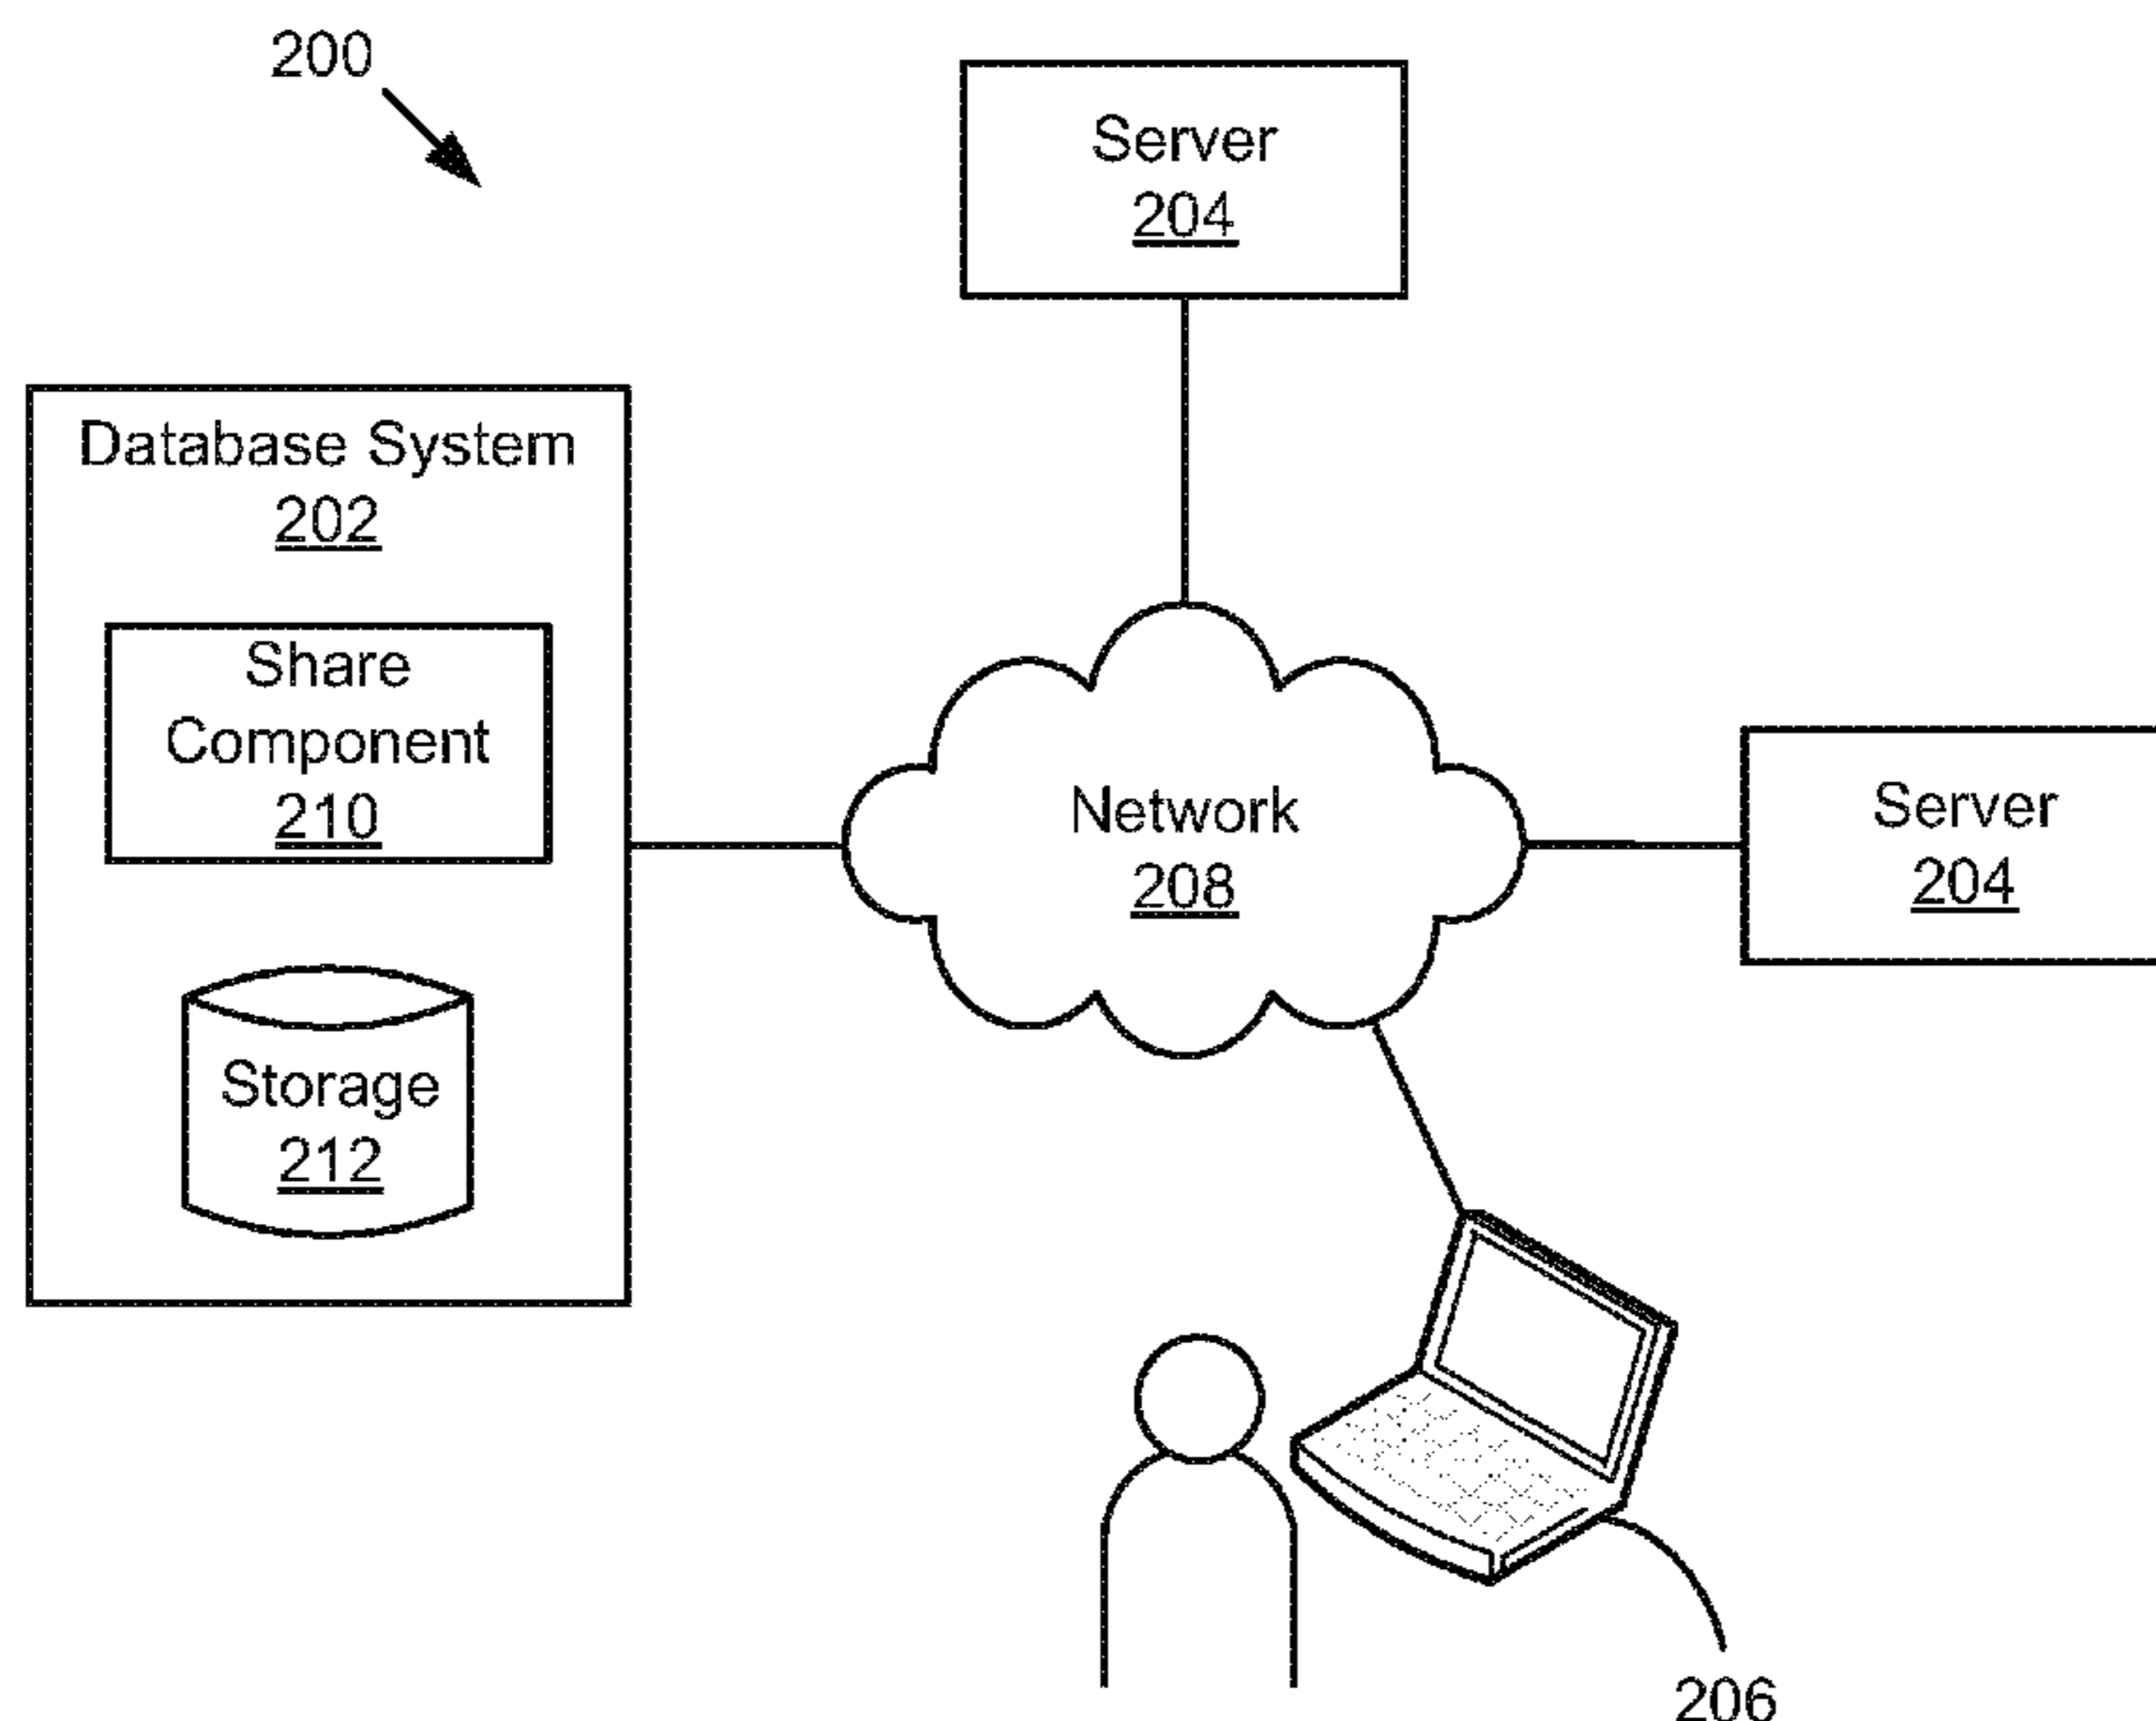 200
Server
204
Database System
202
Share
Component
210
Storage
212
Network
208
Server
204
206